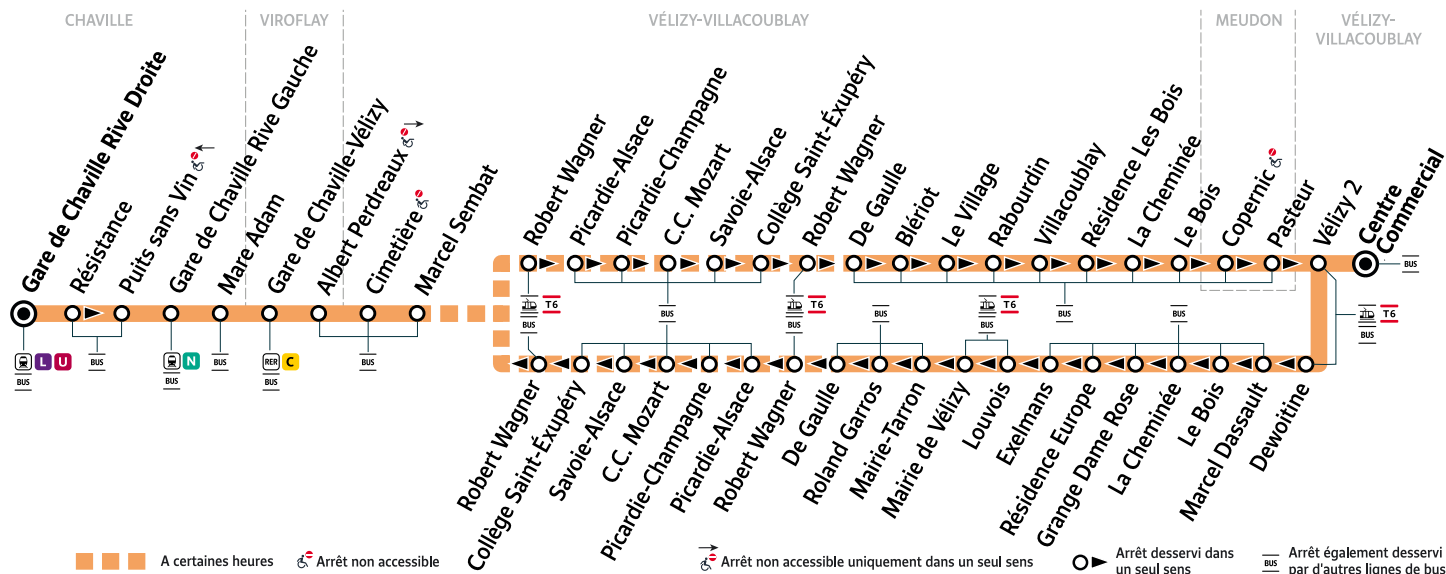 CHAVILLE
VIROFLAY
VÉLIZY-VILLACOUBLAY
MEUDON
VÉLIZY-
VILLACOUBLAY
Gare de Chaville Rive Droite
Résistance
Puits sans Vin
Gare de Chaville Rive Gauche
Mare Adam
Gare de Chaville-Vélizy
Albert Perdreaux
Cimetière
Marcel Sembat
Robert Wagner
Picardie-Alsace
Picardie-Champagne
C.C. Mozart
Savoie-Alsace
Collège Saint-Éxupéry
Robert Wagner
De Gaulle
Blériot
Le Village
Rabourdin
Villacoublay
Résidence Les Bois
La Cheminée
Le Bois
Copernic
Pasteur
Vélizy 2
Centre
Commercial
BUS
T6
BUS
BUS
T6
BUS
BUS
T6
BUS
BUS
BUS
T6
BUS
L U
BUS
BUS
N
BUS
BUS
RER C
BUS
BUS
Robert Wagner
Collège Saint-Éxupéry
Savoie-Alsace
C.C. Mozart
Picardie-Champagne
Picardie-Alsace
Robert Wagner
De Gaulle
Roland Garros
Mairie-Tarron
Mairie de Vélizy
Louvois
Exelmans
Résidence Europe
Grange Dame Rose
La Cheminée
Le Bois
Marcel Dassault
Dewoitine
A certaines heures
Arrêt non accessible
Arrêt non accessible uniquement dans un seul sens
Arrêt desservi dans
un seul sens
BUS
Arrêt également desservi
par d'autres lignes de bus